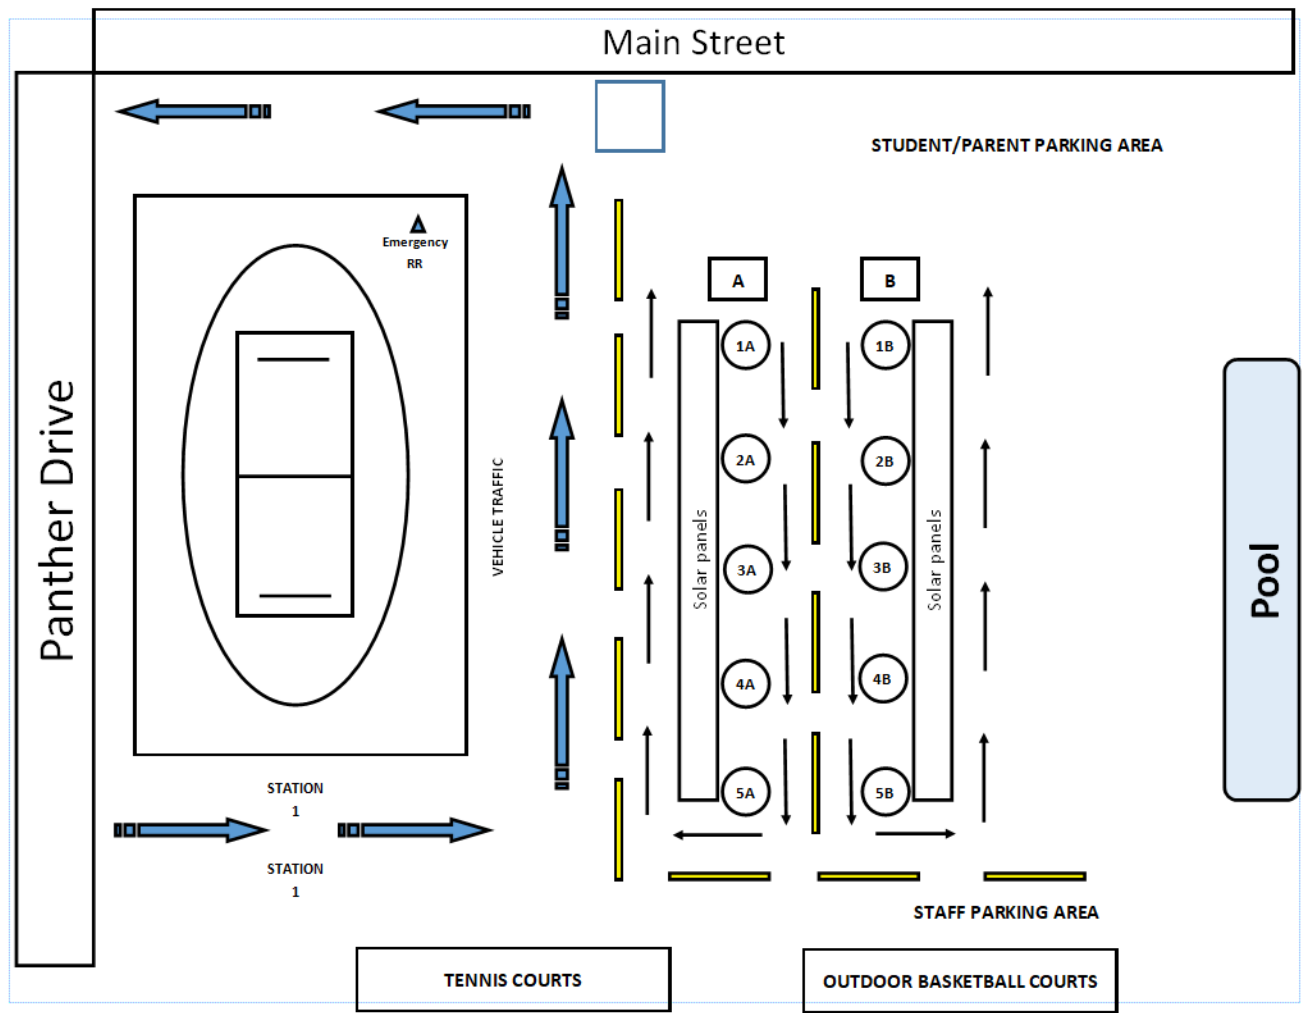 Main Street
STUDENT/PARENT PARKING AREA
Emergency
RR
A
B
1A
1B
2A
2B
3A
3B
4A
4B
5A
5B
Solar panels
Solar panels
VEHICLE TRAFFIC
Panther Drive
Pool
STATION
1
STATION
1
STAFF PARKING AREA
TENNIS COURTS
OUTDOOR BASKETBALL COURTS